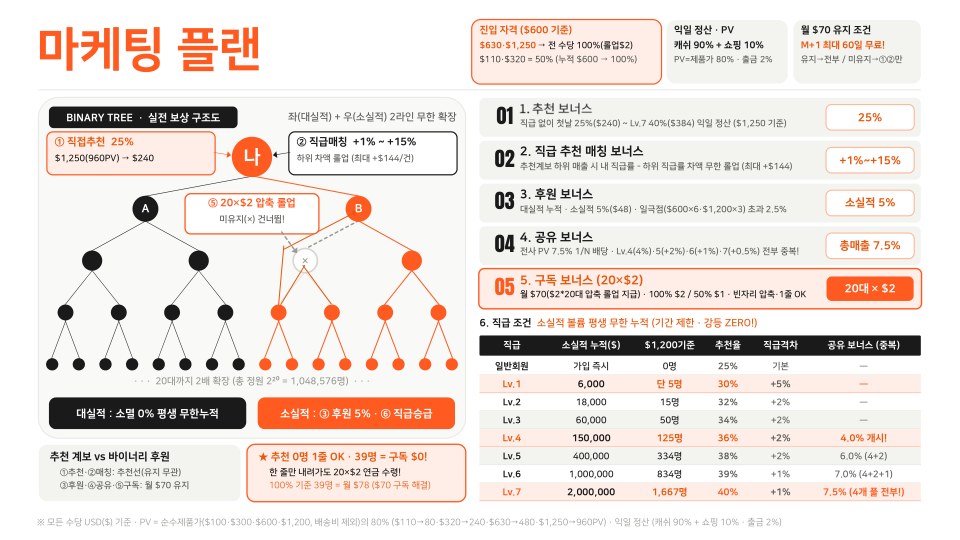 마케팅 플랜
진입 자격 ($600 기준)
$630·$1,250 → 전 수당 100%(롤업$2)
$110·$320 = 50% (누적 $600 → 100%)
익일 정산 · PV
캐쉬 90% + 쇼핑 10%
PV=제품가 80% · 출금 2%
월 $70 유지 조건
M+1 최대 60일 무료!
유지→전부 / 미유지→①②만
BINARY TREE · 실전 보상 구조도
좌(대실적) + 우(소실적) 2라인 무한 확장
① 직접추천 25%
$1,250(960PV) → $240
나
② 직급매칭 +1% ~ +15%
하위 차액 롤업 (최대 +$144/건)
A
⑤ 20×$2 압축 롤업
미유지(×) 건너뜀!
B
×
· · · 20대까지 2배 확장 (총 정원 2²⁰ = 1,048,576명) · · ·
대실적 : 소멸 0% 평생 무한누적
소실적 : ③ 후원 5% · ⑥ 직급승급
추천 계보 vs 바이너리 후원
①추천·②매칭: 추천선(유지 무관)
③후원·④공유·⑤구독: 월 $70 유지
★ 추천 0명 1줄 OK · 39명 = 구독 $0!
한 줄만 내려가도 20×$2 연금 수령!
100% 기준 39명 = 월 $78 ($70 구독 해결)
01 1. 추천 보너스
직급 없이 첫날 25%($240) ~ Lv.7 40%($384) 익일 정산 ($1,250 기준)
25%
02 2. 직급 추천 매칭 보너스
추천계보 하위 매출 시 내 직급률 - 하위 직급률 차액 무한 롤업 (최대 +$144)
+1%~+15%
03 3. 후원 보너스
대실적 누적 · 소실적 5%($48) · 일극점($600×6·$1,200×3) 초과 2.5%
소실적 5%
04 4. 공유 보너스
전사 PV 7.5% 1/N 배당 · Lv.4(4%)·5(+2%)·6(+1%)·7(+0.5%) 전부 중복!
총매출 7.5%
05 5. 구독 보너스 (20×$2)
월 $70($2*20대 압축 롤업 지급) · 100% $2 / 50% $1 · 빈자리 압축·1줄 OK
20대 × $2
6. 직급 조건 소실적 볼륨 평생 무한 누적 (기간 제한 · 강등 ZERO!)
직급 소실적 누적($) $1,200기준 추천율 직급격차 공유 보너스 (중복)
일반회원 가입 즉시 0명 25% 기본 —
Lv.1 6,000 단 5명 30% +5% —
Lv.2 18,000 15명 32% +2% —
Lv.3 60,000 50명 34% +2% —
Lv.4 150,000 125명 36% +2% 4.0% 개시!
Lv.5 400,000 334명 38% +2% 6.0% (4+2)
Lv.6 1,000,000 834명 39% +1% 7.0% (4+2+1)
Lv.7 2,000,000 1,667명 40% +1% 7.5% (4개 풀 전부!)
※ 모든 수당 USD($) 기준 · PV = 순수제품가($100·$300·$600·$1,200, 배송비 제외)의 80% ($110→80·$320→240·$630→480·$1,250→960PV) · 익일 정산 (캐쉬 90% + 쇼핑 10% · 출금 2%)